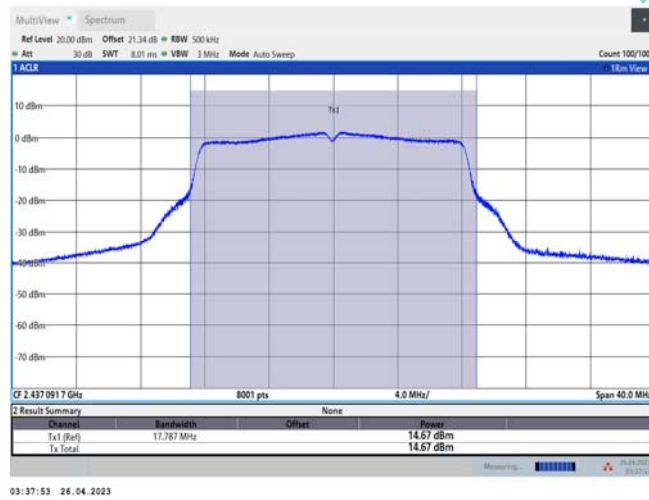 MultiView Spectrum
Ref Level 20.00 dBm Offset 21.34 dB RBW 500 kHz
Att 30 dB SWT 8.01 ms VBW 3 MHz Mode Auto Sweep Count 100/100
1 ACLR 1Rm View
Tx1
10 dBm
0 dBm
-10 dBm
-20 dBm
-30 dBm
-40 dBm
-50 dBm
-60 dBm
-70 dBm
CF 2.437 091 7 GHz 8001 pts 4.0 MHz/ Span 40.0 MHz
2 Result Summary None
Channel Bandwidth Offset Power
Tx1 (Ref) 17.787 MHz 14.67 dBm
Tx Total 14.67 dBm
Measuring...
03:37:53 26.04.2023